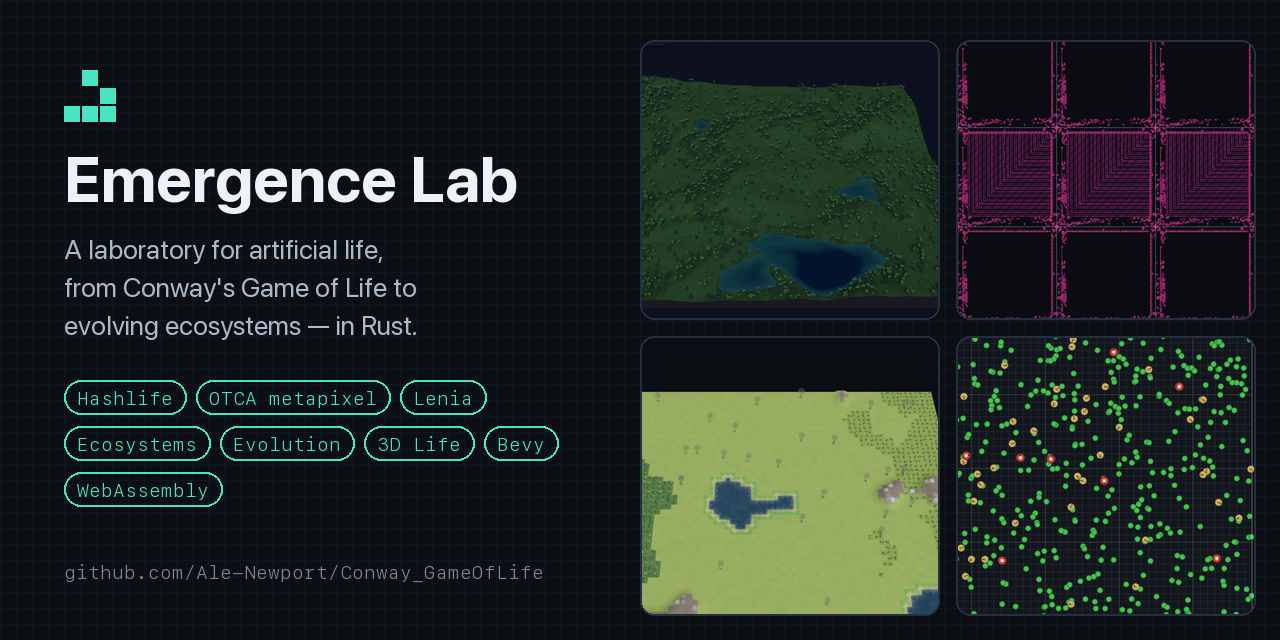 Emergence Lab
A laboratory for artificial life,
from Conway's Game of Life to
evolving ecosystems — in Rust.
Hashlife OTCA metapixel Lenia
Ecosystems Evolution 3D Life Bevy
WebAssembly
github.com/Ale-Newport/Conway_GameOfLife